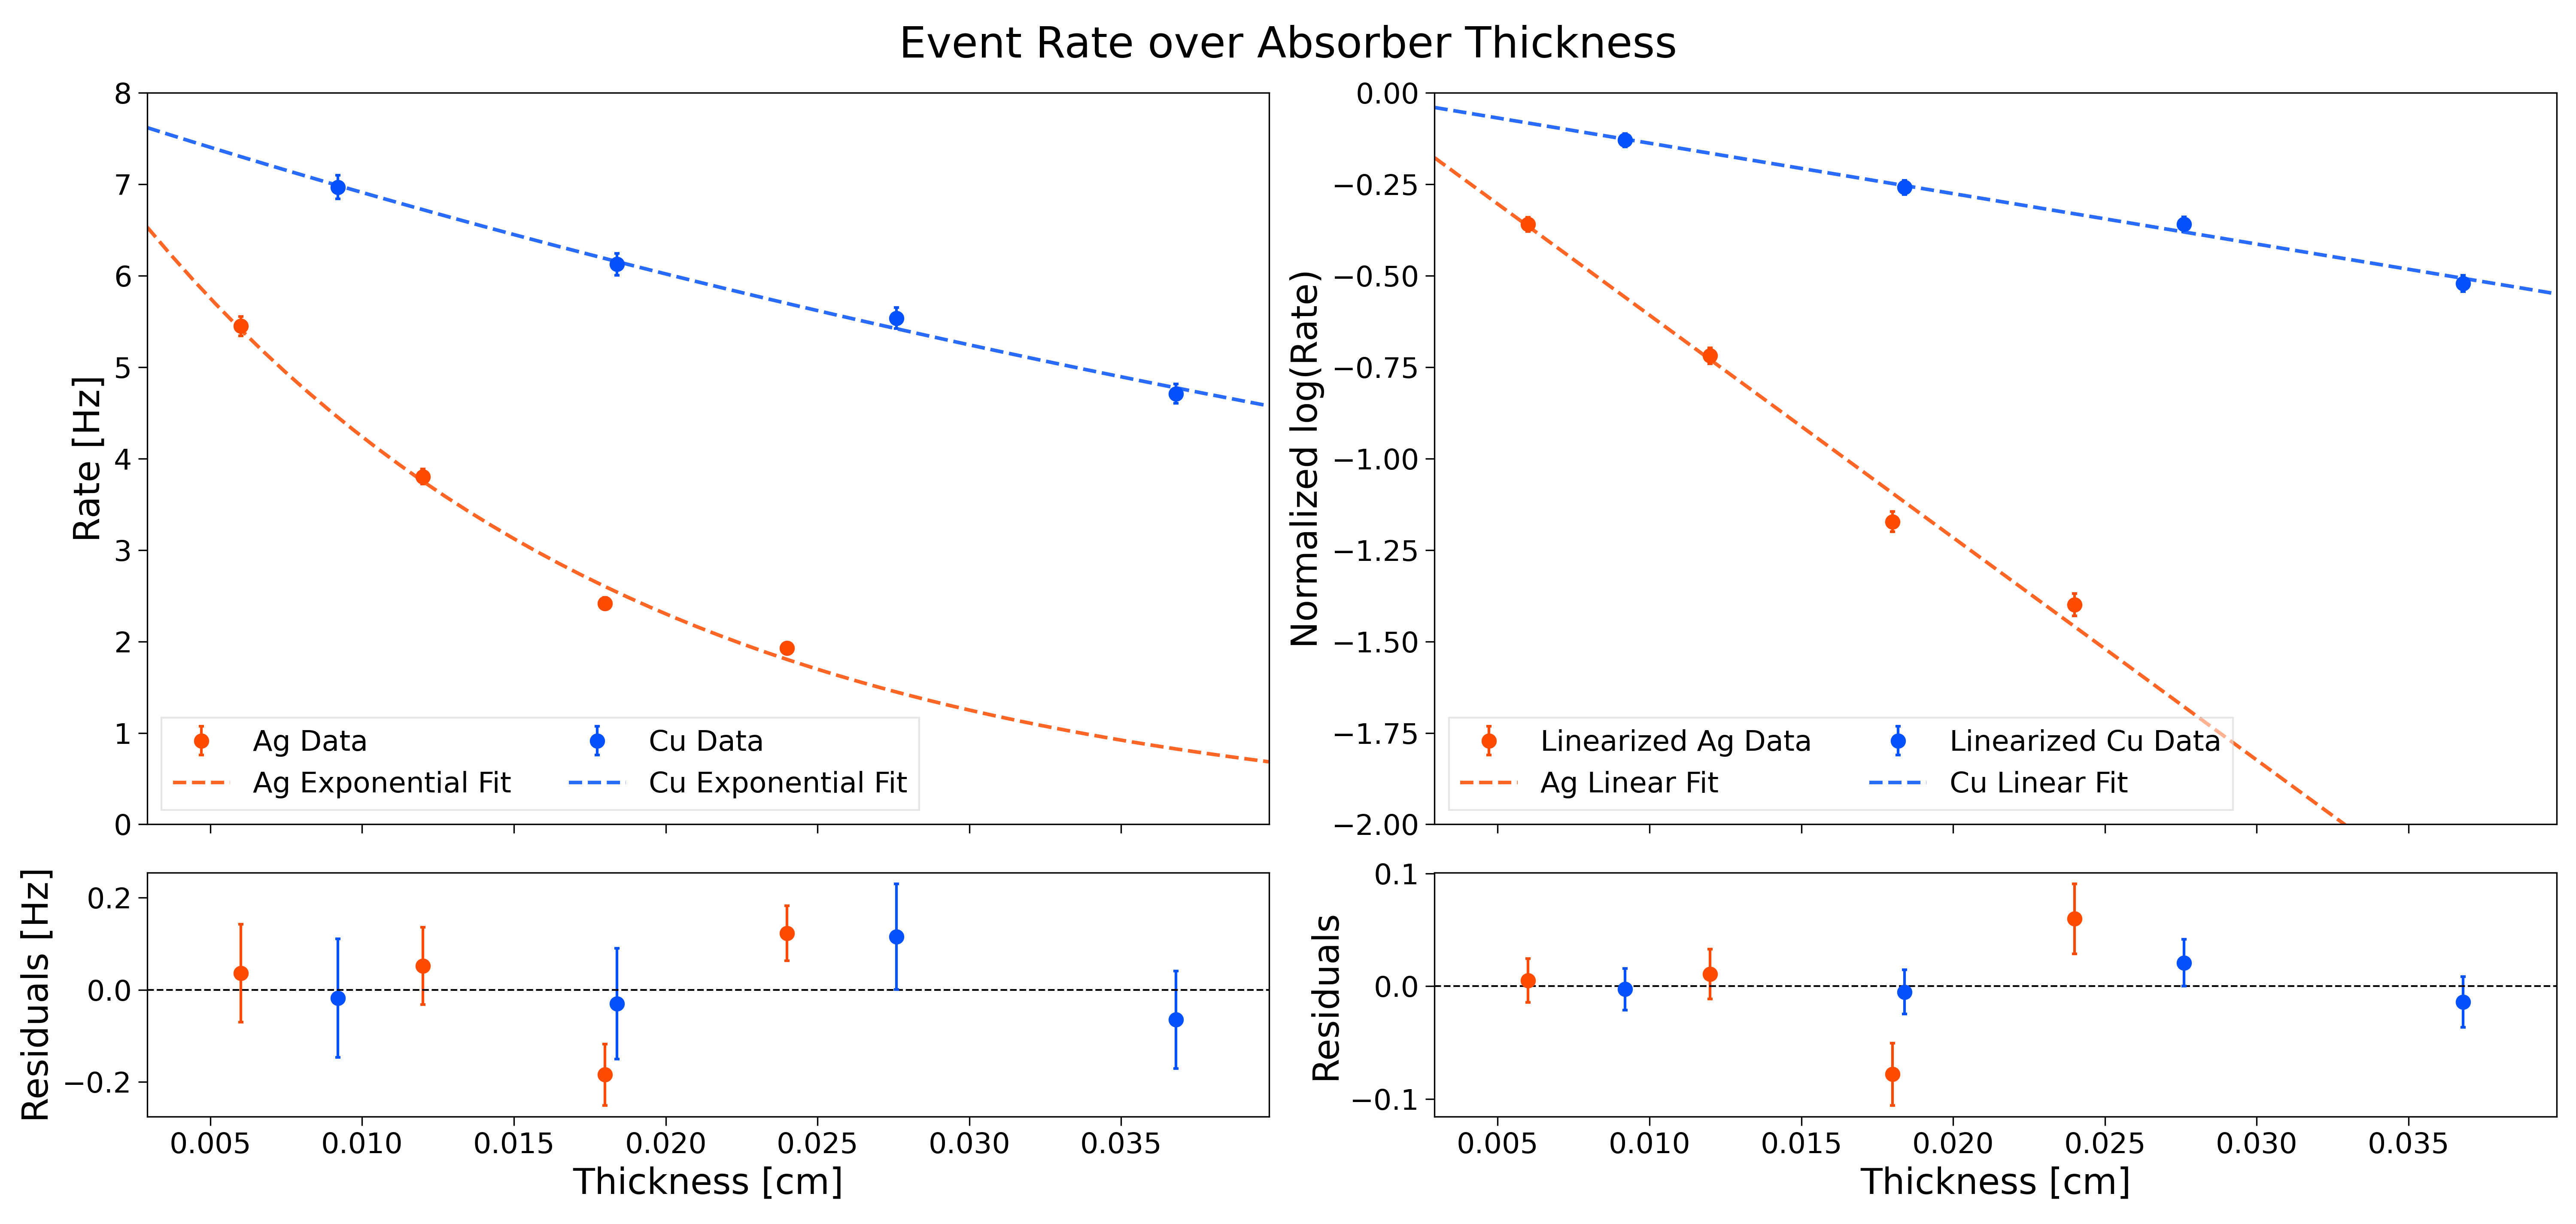 Event Rate over Absorber Thickness
Rate [Hz]
8
7
6
5
4
3
2
1
0
Ag Data
Cu Data
Ag Exponential Fit
Cu Exponential Fit
Normalized log(Rate)
0.00
−0.25
−0.50
−0.75
−1.00
−1.25
−1.50
−1.75
−2.00
Linearized Ag Data
Linearized Cu Data
Ag Linear Fit
Cu Linear Fit
Residuals [Hz]
0.2
0.0
−0.2
0.005 0.010 0.015 0.020 0.025 0.030 0.035
Thickness [cm]
Residuals
0.1
0.0
−0.1
0.005 0.010 0.015 0.020 0.025 0.030 0.035
Thickness [cm]